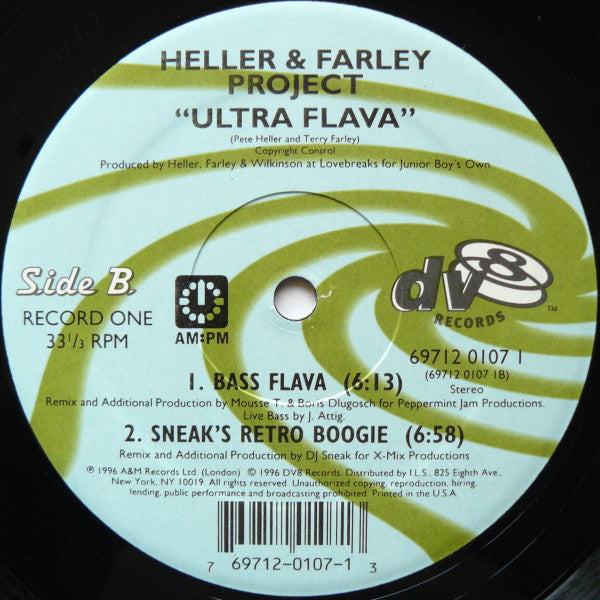 HELLER & FARLEY
PROJECT
"ULTRA FLAVA"
(Pete Heller and Terry Farley)
Copyright Control
Produced by Heller, Farley & Wilkinson at Lovebreaks for Junior Boy's Own
Side B.
RECORD ONE
33 1/3 RPM
AM:PM
dv8
RECORDS
TM
69712 0107 1
(69712 0107 1B)
Stereo
1. BASS FLAVA (6:13)
Remix and Additional Production by Mousse T. & Boris Dlugosch for Peppermint Jam Productions.
Live Bass by J. Attig.
2. SNEAK'S RETRO BOOGIE (6:58)
Remix and Additional Production by DJ Sneak for X-Mix Productions
℗ 1996 A&M Records Ltd (London) © 1996 DV8 Records. Distributed by I.L.S., 825 Eighth Ave.,
New York, NY 10019. All rights reserved. Unauthorized copying, reproduction, hiring,
lending, public performance and broadcasting prohibited. Printed in the U.S.A.
7 69712-0107-1 3